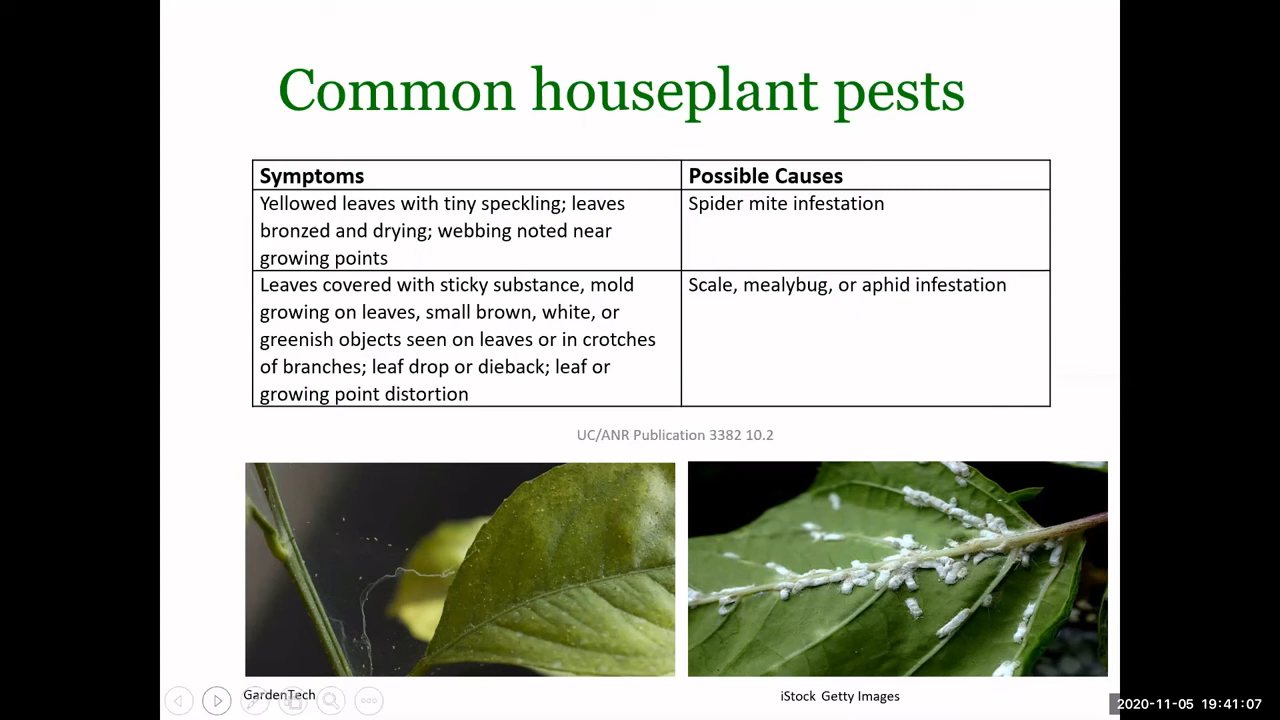 Common houseplant pests
Symptoms
Possible Causes
Yellowed leaves with tiny speckling; leaves
bronzed and drying; webbing noted near
growing points
Spider mite infestation
Leaves covered with sticky substance, mold
growing on leaves, small brown, white, or
greenish objects seen on leaves or in crotches
of branches; leaf drop or dieback; leaf or
growing point distortion
Scale, mealybug, or aphid infestation
UC/ANR Publication 3382 10.2
GardenTech
iStock Getty Images
2020-11-05 19:41:07